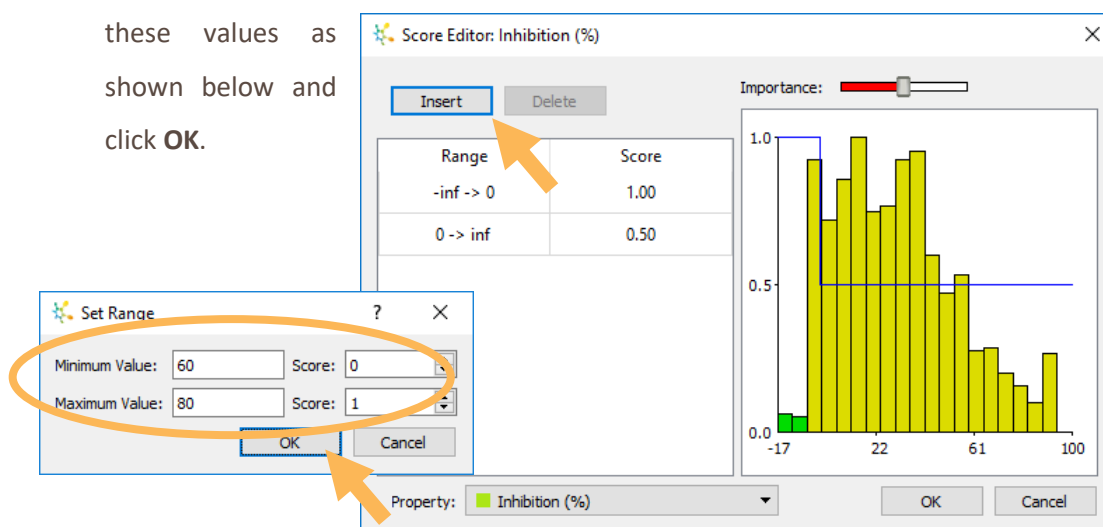 these values as
shown below and
click OK.
Score Editor: Inhibition (%)
Insert Delete
Importance:
Range Score
-inf -> 0 1.00
0 -> inf 0.50
1.0
0.5
0.0
-17 22 61 100
Set Range ?
Minimum Value: 60 Score: 0
Maximum Value: 80 Score: 1
OK Cancel
Property: Inhibition (%) OK Cancel